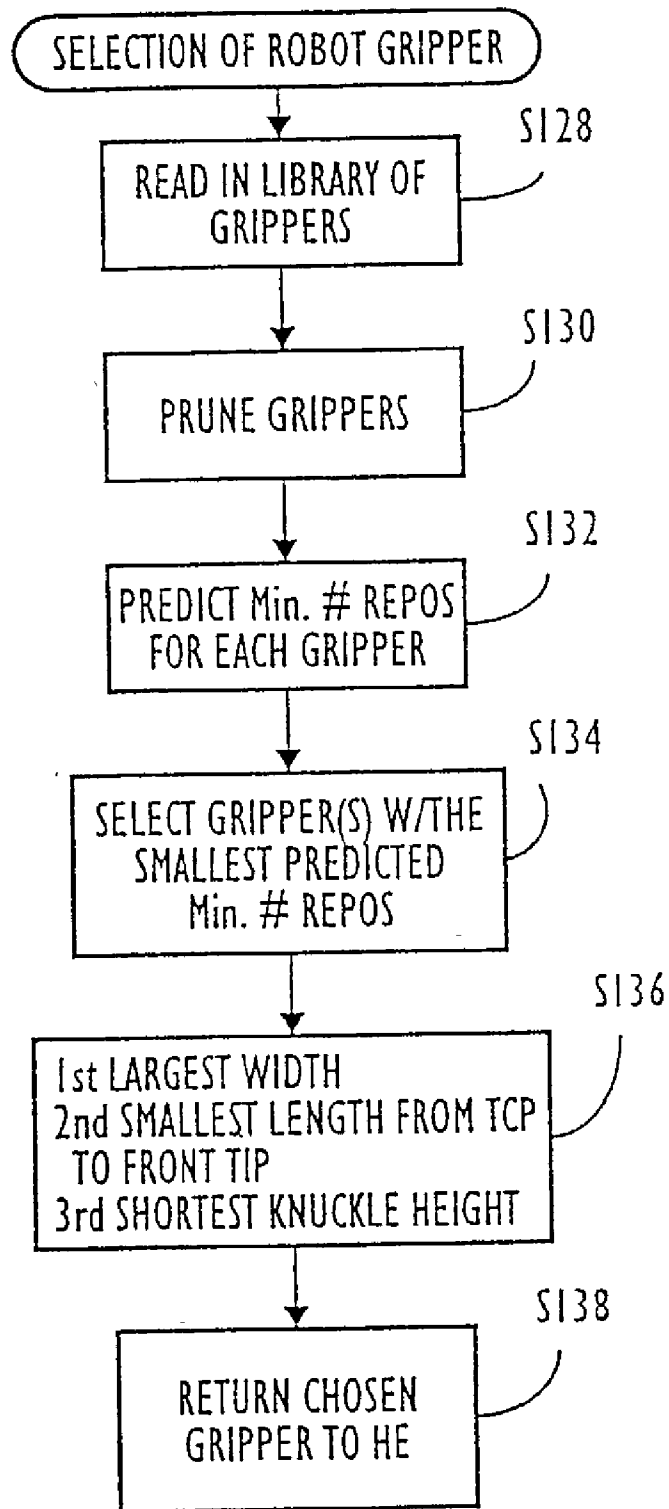 SELECTION OF ROBOT GRIPPER
S128
READ IN LIBRARY OF
GRIPPERS
S130
PRUNE GRIPPERS
S132
PREDICT Min. # REPOS
FOR EACH GRIPPER
S134
SELECT GRIPPER(S) W/THE
SMALLEST PREDICTED
Min. # REPOS
S136
1st LARGEST WIDTH
2nd SMALLEST LENGTH FROM TCP
TO FRONT TIP
3rd SHORTEST KNUCKLE HEIGHT
S138
RETURN CHOSEN
GRIPPER TO HE